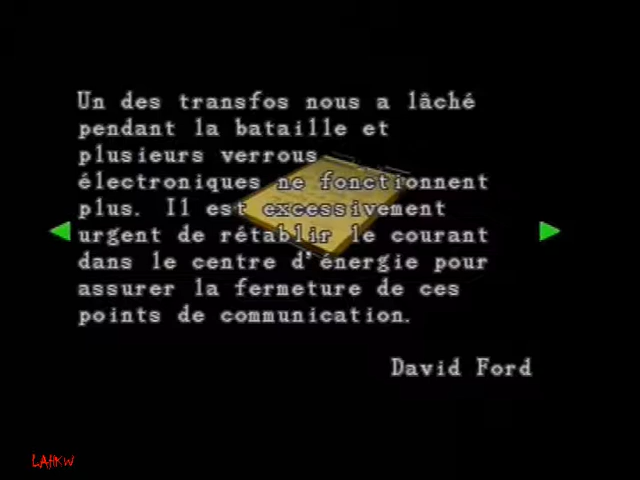 Un des transfos nous a lâché
pendant la bataille et
plusieurs verrous
électroniques ne fonctionnent
plus. Il est excessivement
urgent de rétablir le courant
dans le centre d'énergie pour
assurer la fermeture de ces
points de communication.
David Ford
LAHKW